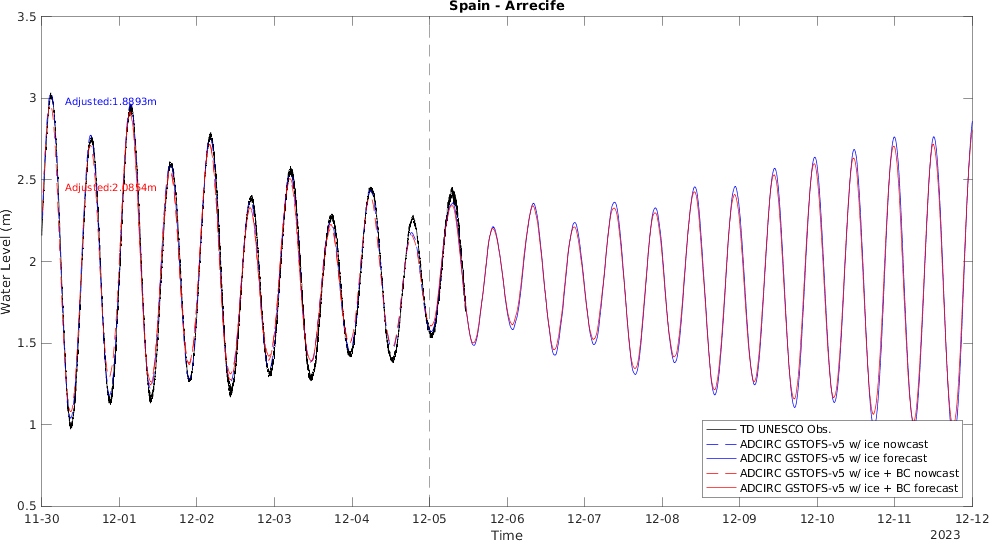 Spain - Arrecife
3.5
3
2.5
2
1.5
1
0.5
Water Level (m)
Adjusted:1.8893m
Adjusted:2.0854m
TD UNESCO Obs.
ADCIRC GSTOFS-v5 w/ ice nowcast
ADCIRC GSTOFS-v5 w/ ice forecast
ADCIRC GSTOFS-v5 w/ ice + BC nowcast
ADCIRC GSTOFS-v5 w/ ice + BC forecast
11-30 12-01 12-02 12-03 12-04 12-05 12-06 12-07 12-08 12-09 12-10 12-11 12-12
Time
2023